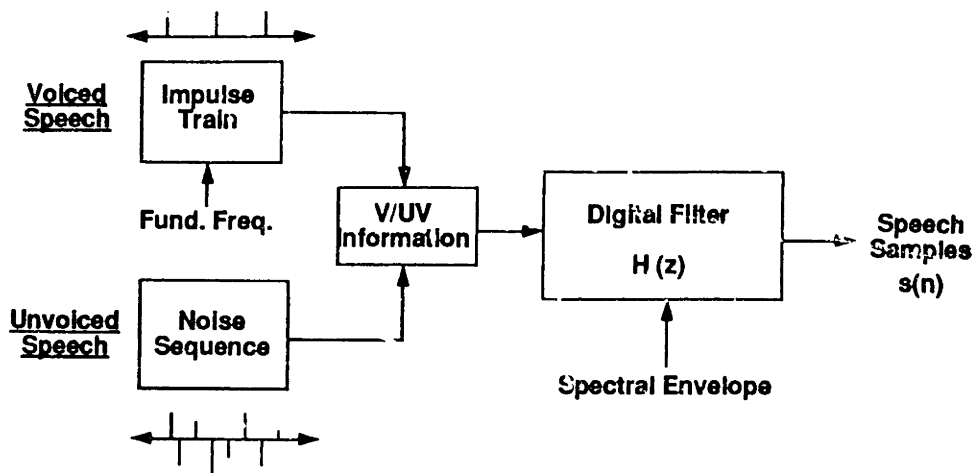 Voiced
Speech
Impulse
Train
Fund. Freq.
V/UV
Information
Digital Filter
H (z)
Speech
Samples
s(n)
Unvoiced
Speech
Noise
Sequence
Spectral Envelope